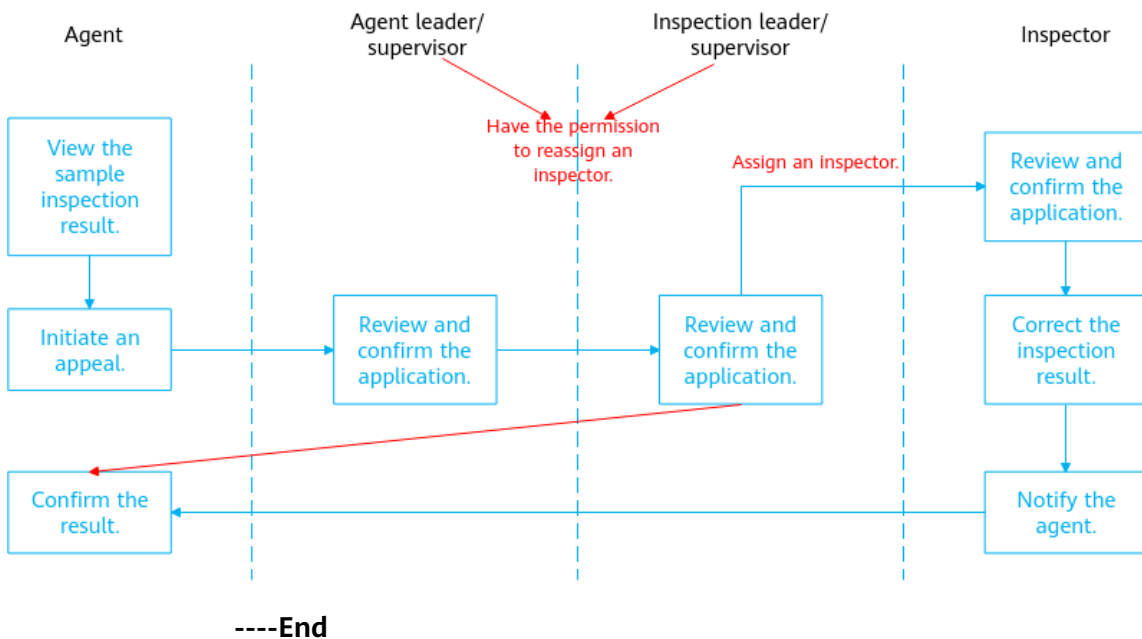 Agent
Agent leader/
supervisor
Inspection leader/
supervisor
Inspector
Have the permission
to reassign an
inspector.
Assign an inspector.
View the
sample
inspection
result.
Review and
confirm the
application.
Initiate an
appeal.
Review and
confirm the
application.
Review and
confirm the
application.
Correct the
inspection
result.
Confirm the
result.
Notify the
agent.
----End